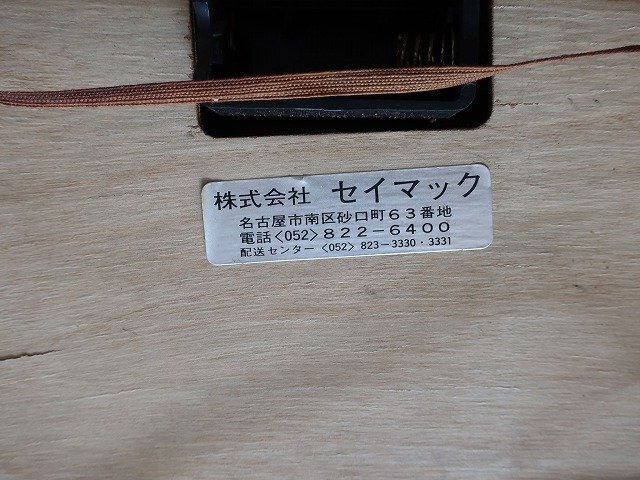 株式会社 セイマック
名古屋市南区砂口町63番地
電話<052>822-6400
配送センター<052>823-3330・3331